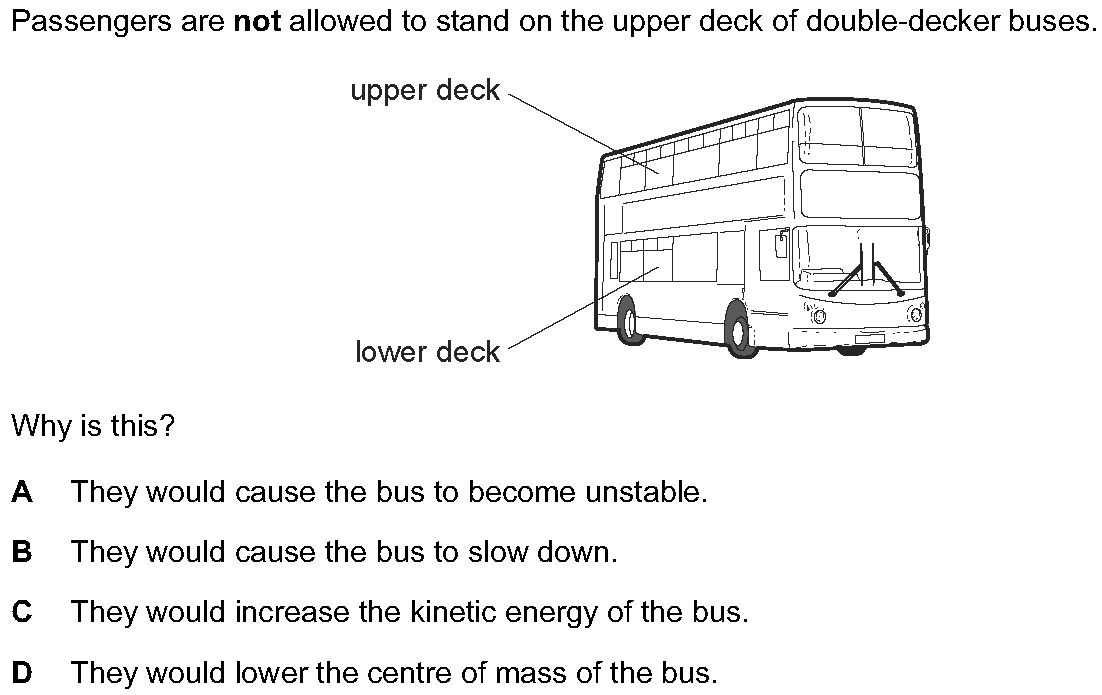 Passengers are not allowed to stand on the upper deck of double-decker buses.
upper deck
lower deck
Why is this?
A They would cause the bus to become unstable.
B They would cause the bus to slow down.
C They would increase the kinetic energy of the bus.
D They would lower the centre of mass of the bus.